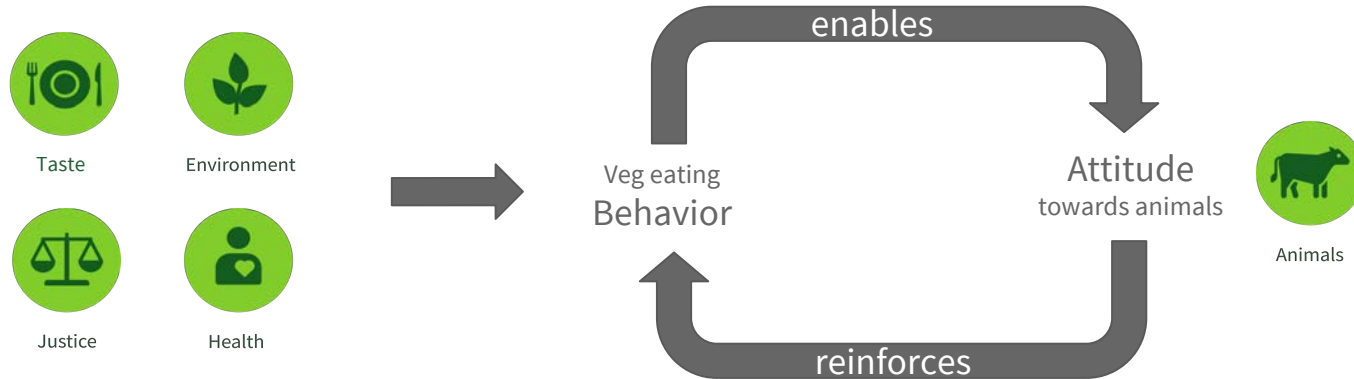 enables
Taste
Environment
Veg eating
Behavior
Attitude
towards animals
Animals
Justice
Health
reinforces